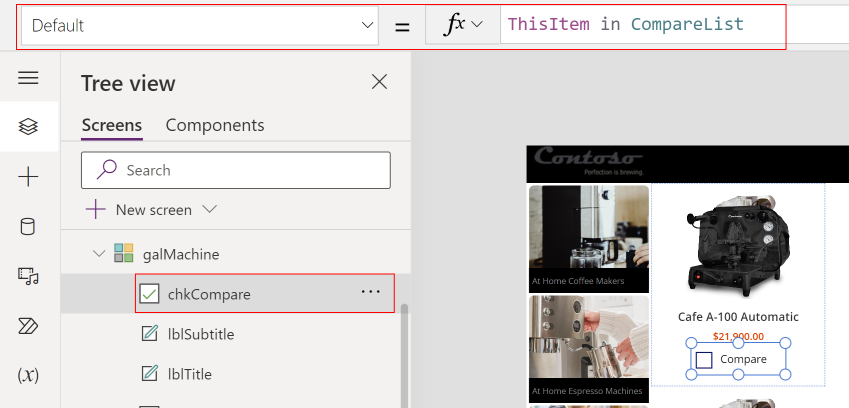 Default
= fx ThisItem in CompareList
Tree view
Screens Components
Search
New screen
galMachine
chkCompare
lblSubtitle
lblTitle
(x)
Contoso
Perfection is brewing.
At Home Coffee Makers
Cafe A-100 Automatic
$21,900.00
Compare
At Home Espresso Machines